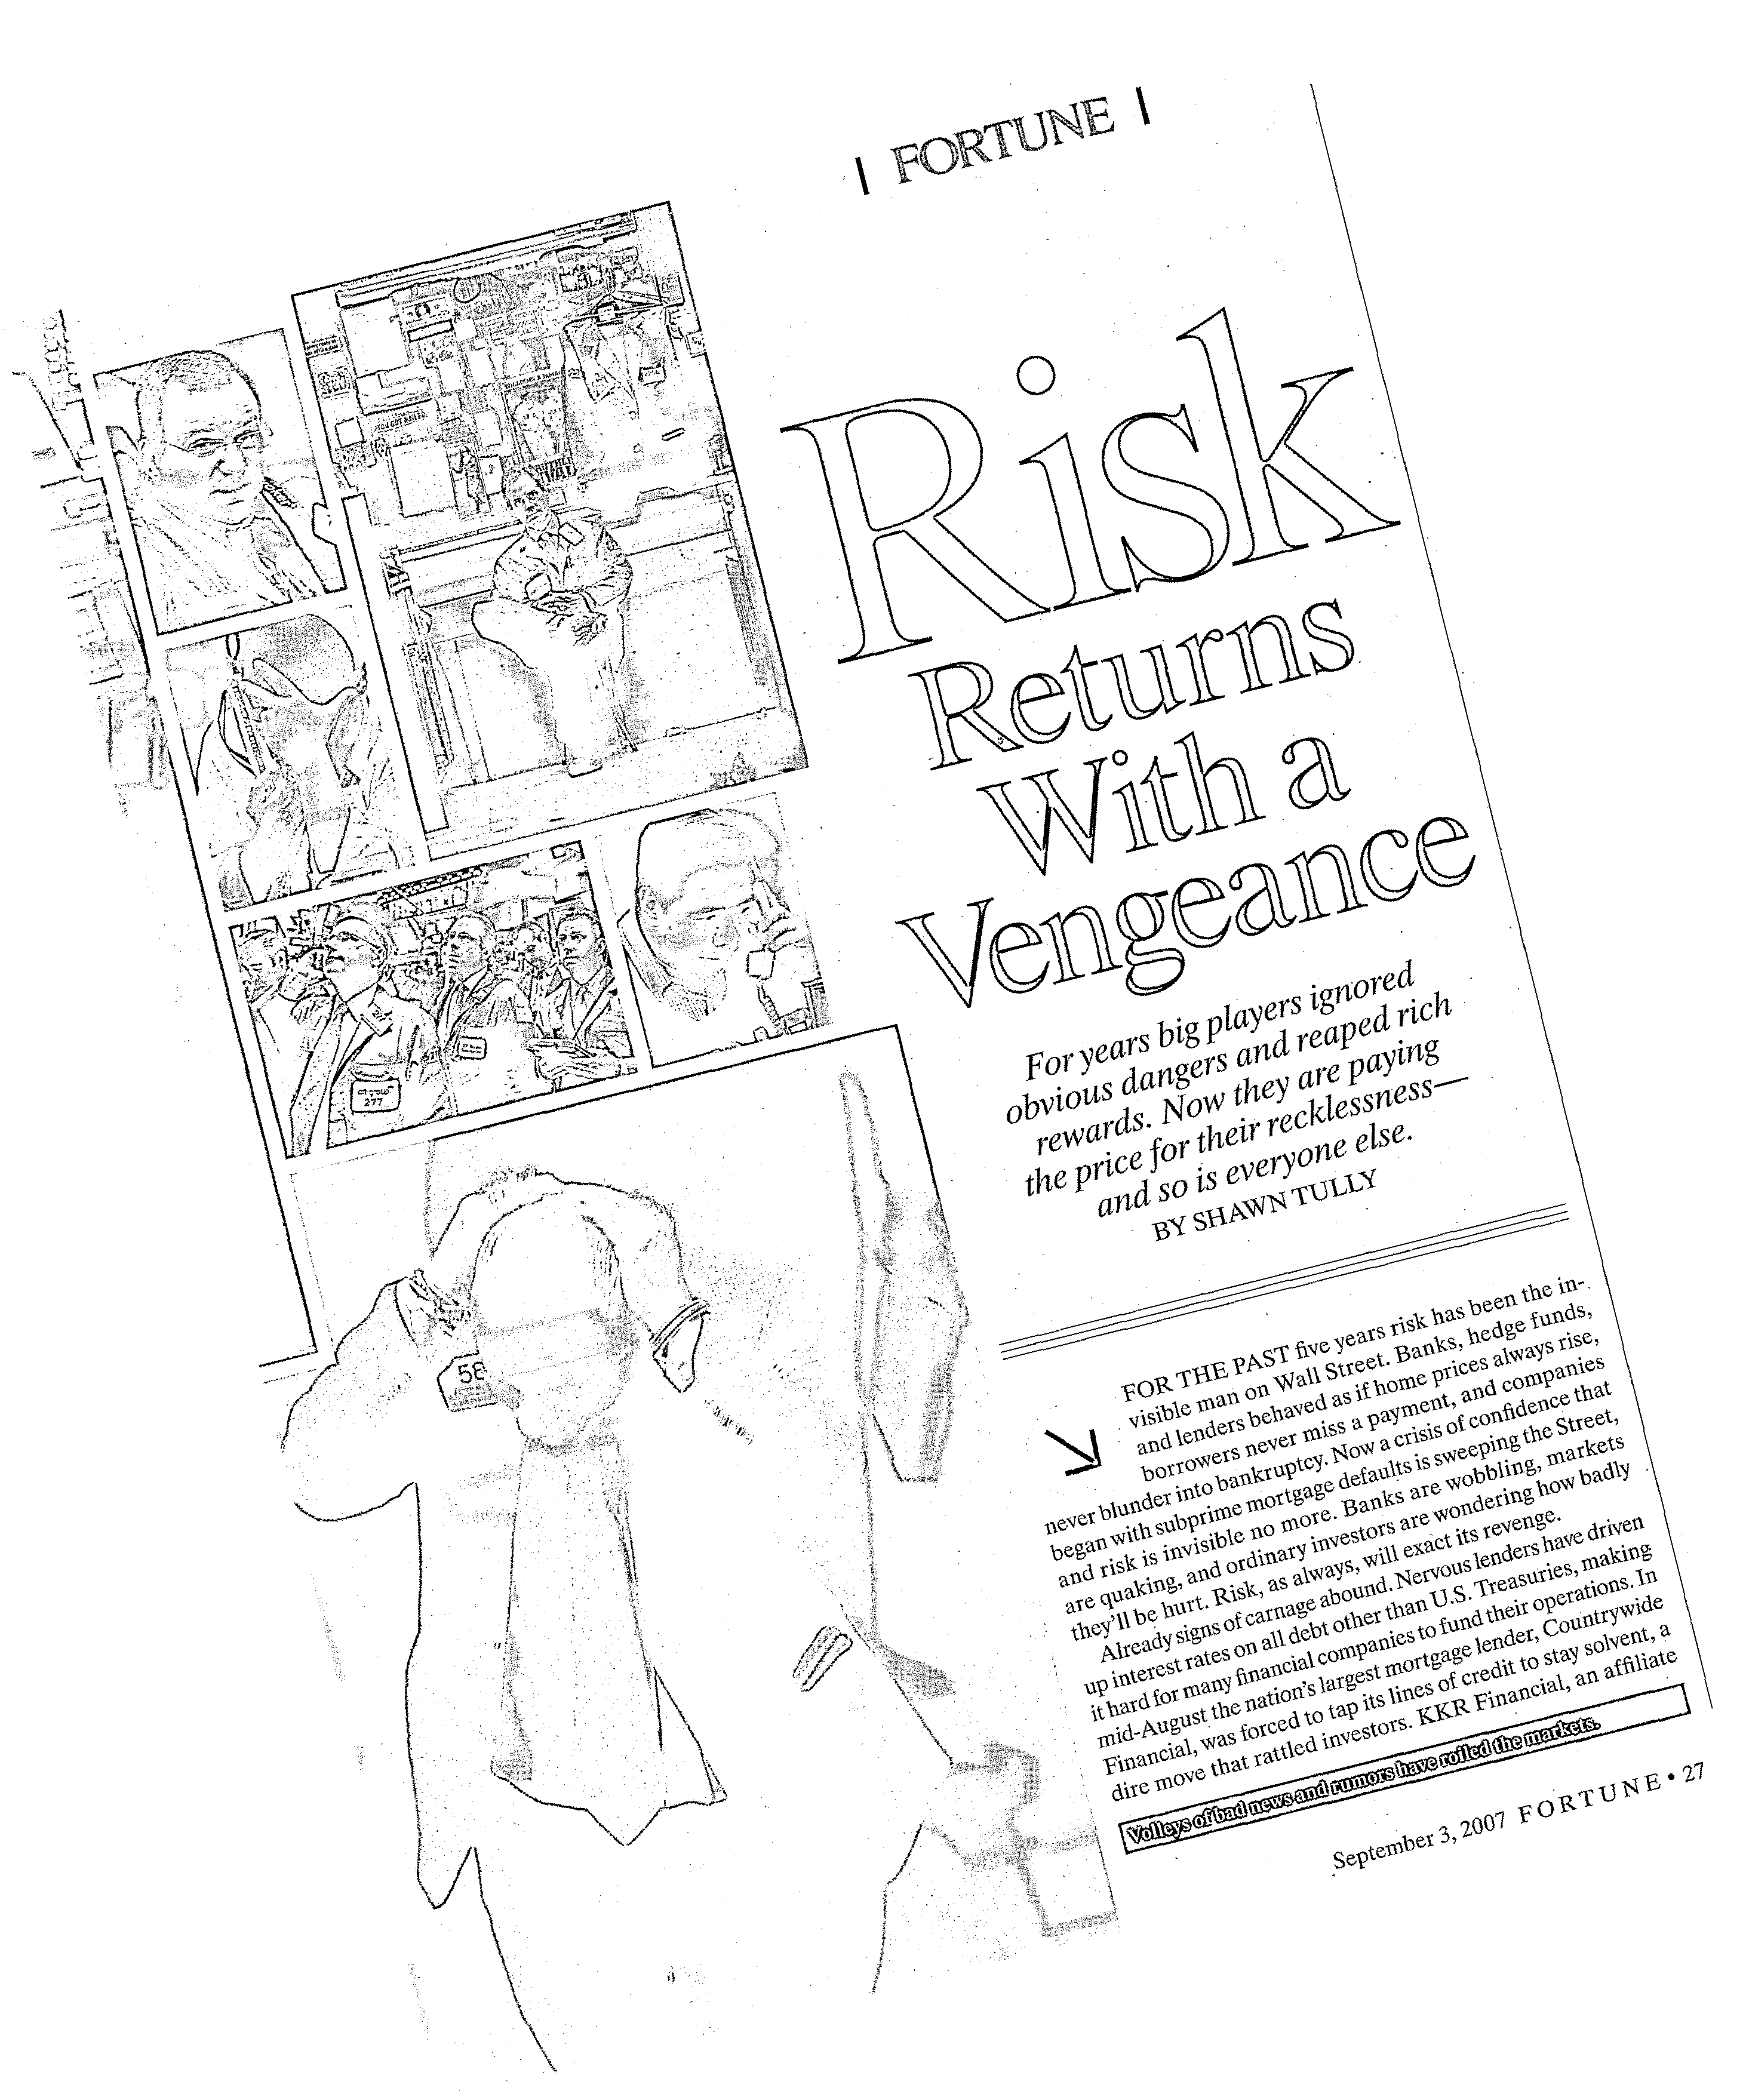 FORTUNE
Risk
Returns
With a
Vengeance
For years big players ignored
obvious dangers and reaped rich
rewards. Now they are paying
the price for their recklessness—
and so is everyone else.
BY SHAWN TULLY
FOR THE PAST five years risk has been the in-
visible man on Wall Street. Banks, hedge funds,
and lenders behaved as if home prices always rise,
borrowers never miss a payment, and companies
never blunder into bankruptcy. Now a crisis of confidence that
began with subprime mortgage defaults is sweeping the Street,
and risk is invisible no more. Banks are wobbling, markets
are quaking, and ordinary investors are wondering how badly
they'll be hurt. Risk, as always, will exact its revenge.
Already signs of carnage abound. Nervous lenders have driven
up interest rates on all debt other than U.S. Treasuries, making
it hard for many financial companies to fund their operations. In
mid-August the nation's largest mortgage lender, Countrywide
Financial, was forced to tap its lines of credit to stay solvent, a
dire move that rattled investors. KKR Financial, an affiliate
Volleys of bad news and rumors have roiled the markets.
September 3, 2007 FORTUNE • 27
277
58